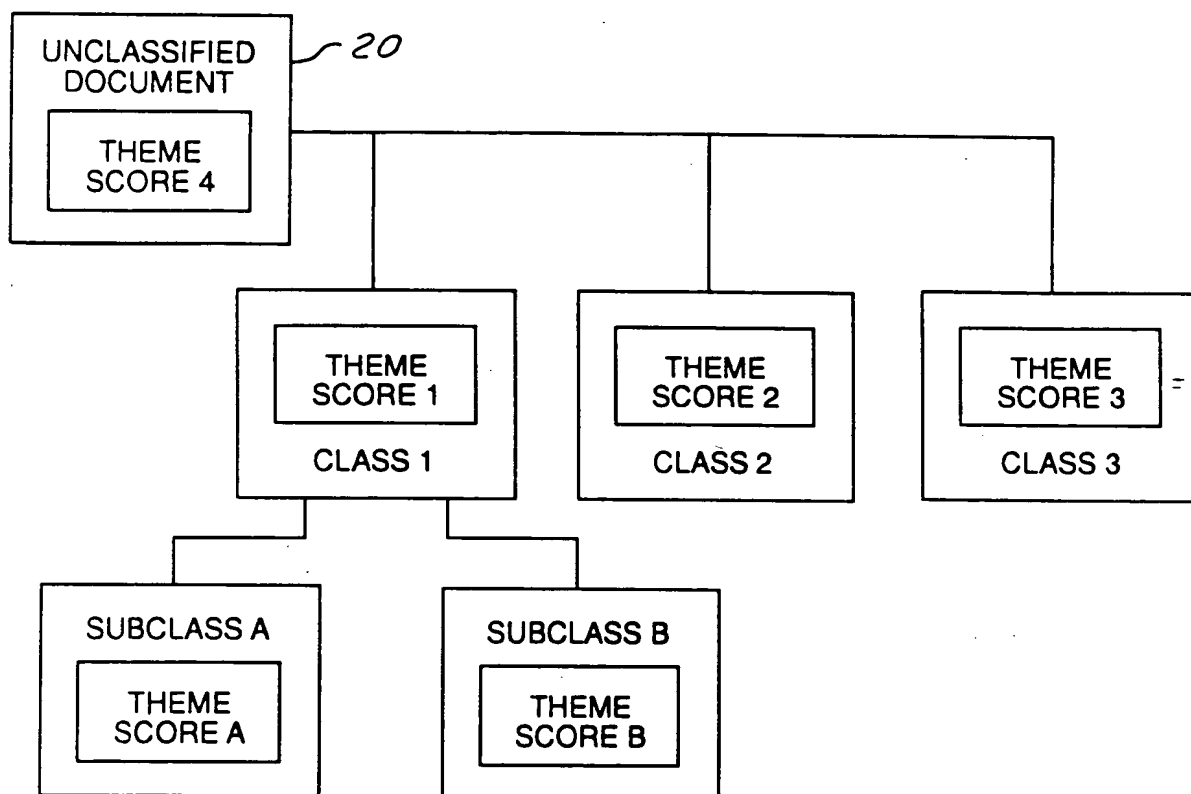 UNCLASSIFIED
DOCUMENT
20
THEME
SCORE 4
THEME
SCORE 1
CLASS 1
THEME
SCORE 2
CLASS 2
THEME
SCORE 3
CLASS 3
SUBCLASS A
THEME
SCORE A
SUBCLASS B
THEME
SCORE B